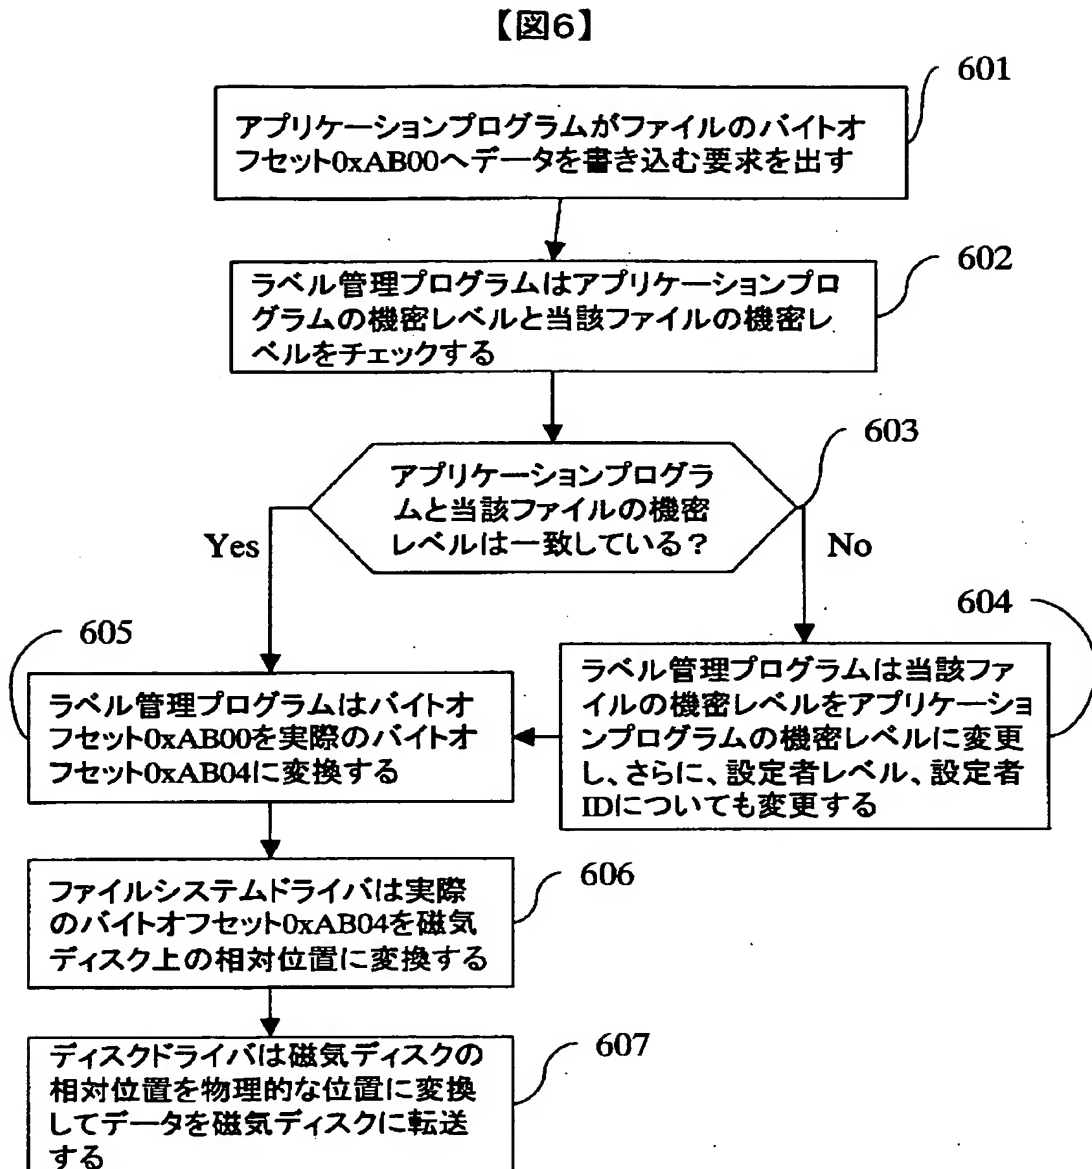 【図6】
601
アプリケーションプログラムがファイルのバイトオ
フセット0xAB00へデータを書き込む要求を出す
602
ラベル管理プログラムはアプリケーションプロ
グラムの機密レベルと当該ファイルの機密レ
ベルをチェックする
603
アプリケーションプログラ
ムと当該ファイルの機密
レベルは一致している?
Yes
No
604
ラベル管理プログラムは当該ファ
イルの機密レベルをアプリケーショ
ンプログラムの機密レベルに変更
し、さらに、設定者レベル、設定者
IDについても変更する
605
ラベル管理プログラムはバイトオ
フセット0xAB00を実際のバイトオ
フセット0xAB04に変換する
606
ファイルシステムドライバは実際
のバイトオフセット0xAB04を磁気
ディスク上の相対位置に変換する
607
ディスクドライバは磁気ディスクの
相対位置を物理的な位置に変換
してデータを磁気ディスクに転送
する